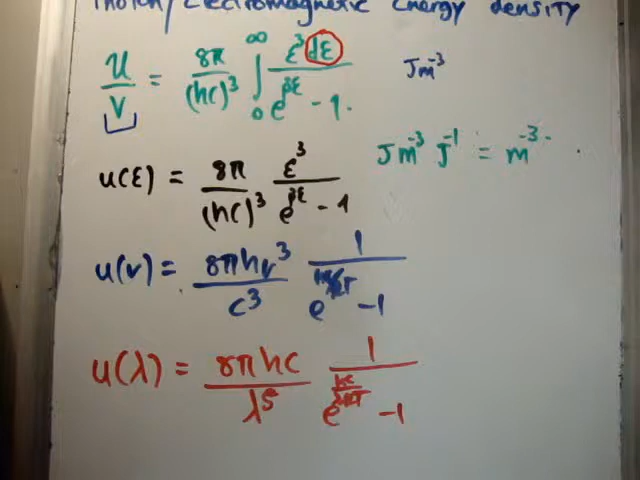 Photon/Electromagnetic Energy density
U/V = 8π/(hc)³ ∫₀^∞ ε³ dε/(e^βε - 1) Jm⁻³
u(ε) = 8π/(hc)³ ε³/(e^βε - 1) Jm⁻³ J⁻¹ = m⁻³
u(ν) = 8πhν³/c³ 1/(e^hν/kT - 1)
u(λ) = 8πhc/λ⁵ 1/(e^hc/λkT - 1)